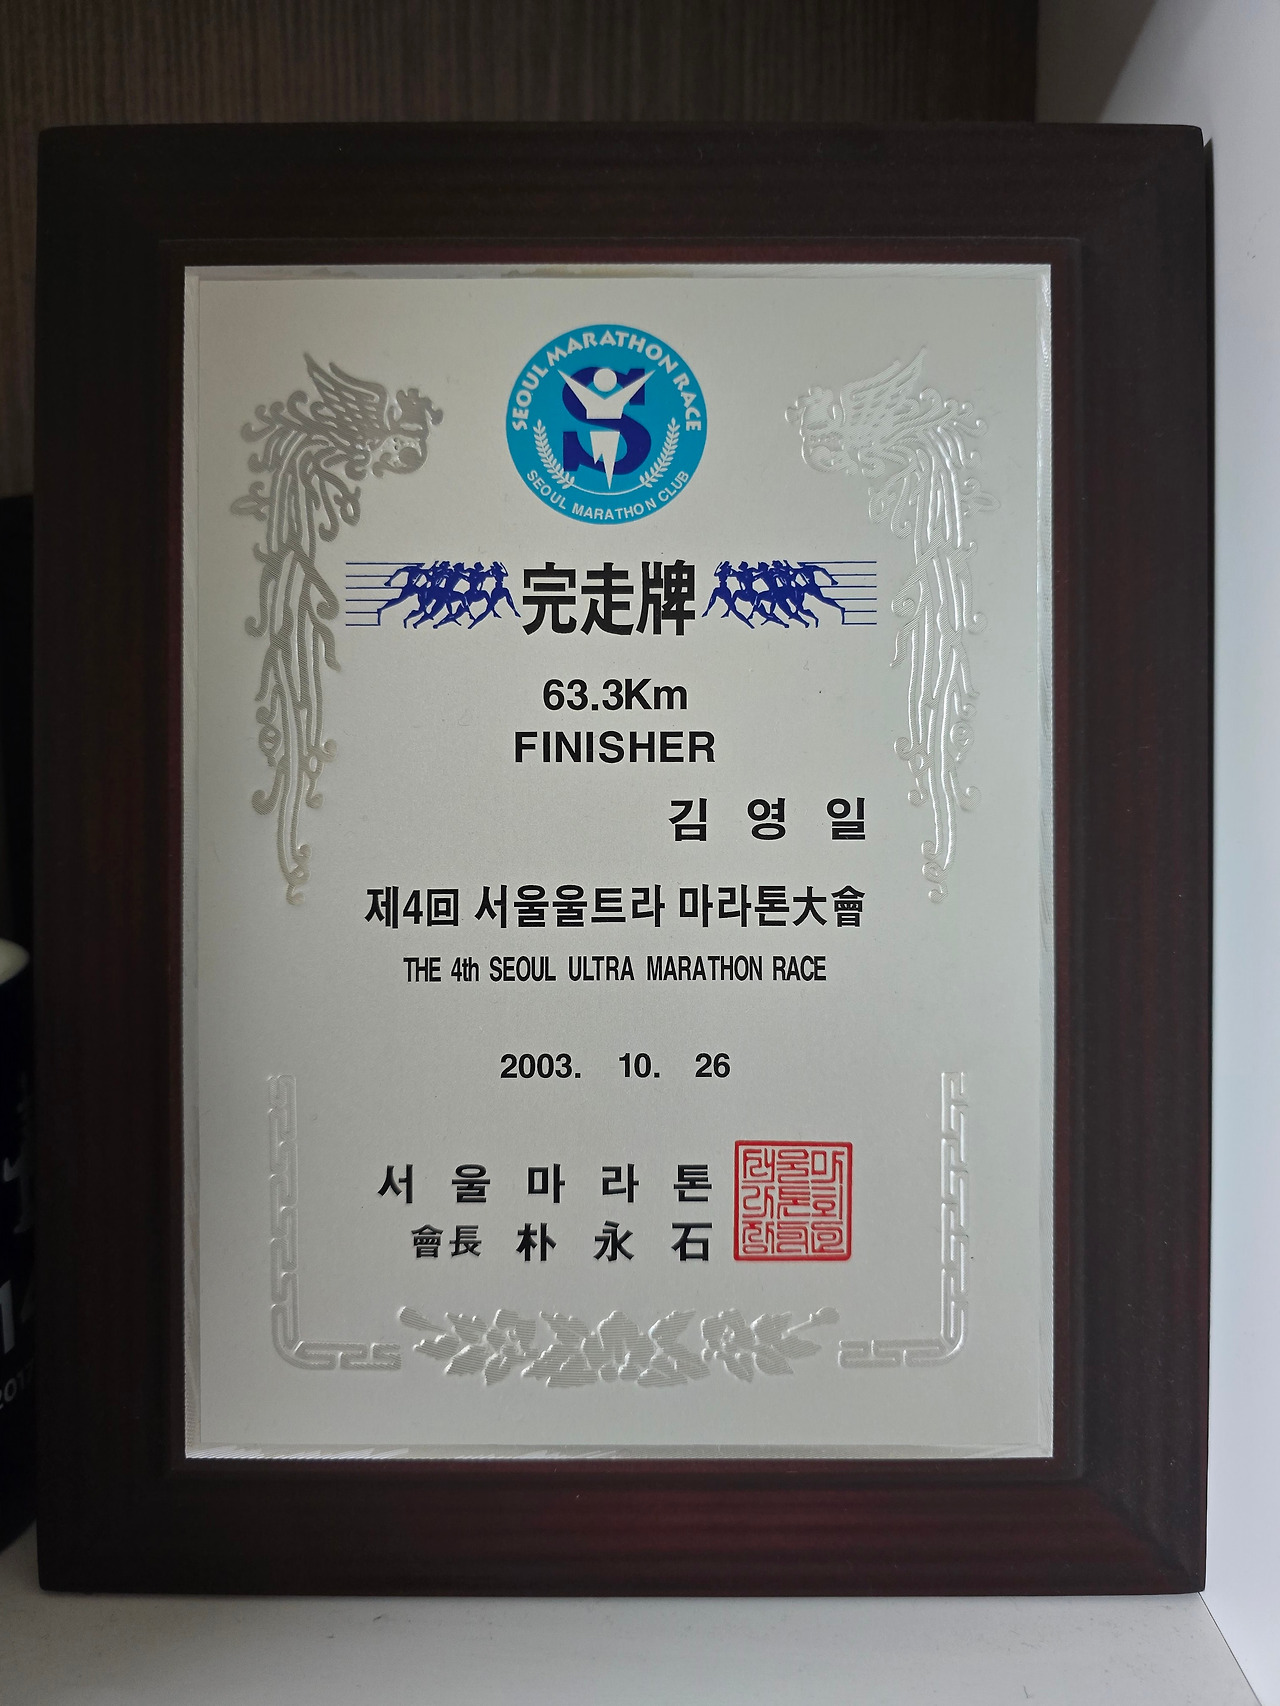 SEOUL MARATHON RACE
S
SEOUL MARATHON CLUB
完走牌
63.3Km
FINISHER
김 영 일
제4回 서울울트라 마라톤大會
THE 4th SEOUL ULTRA MARATHON RACE
2003. 10. 26
서 울 마 라 톤
會長 朴 永 石